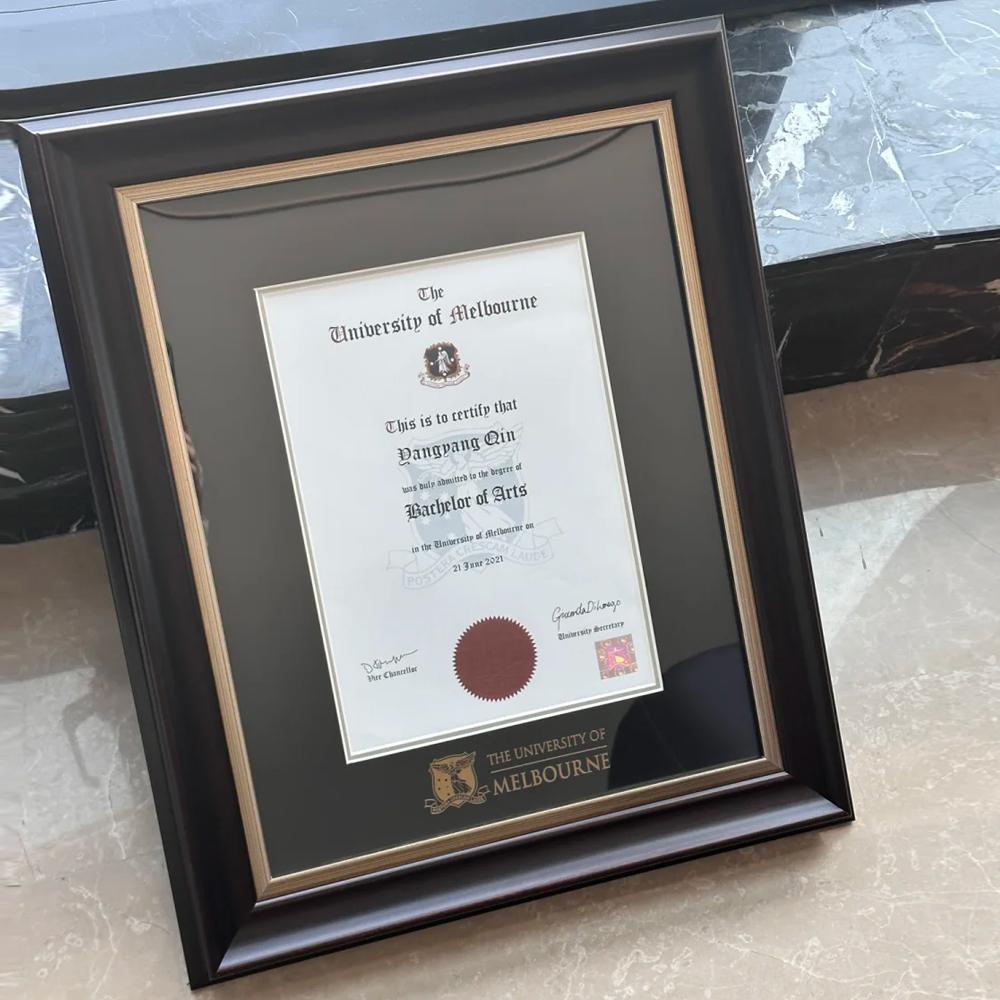 The
University of Melbourne
This is to certify that
Yangyang Qin
was duly admitted to the degree of
Bachelor of Arts
in the University of Melbourne on
POSTERA CRESCAM LAUDE
21 June 2021
University Secretary
Vice Chancellor
THE UNIVERSITY OF
MELBOURNE